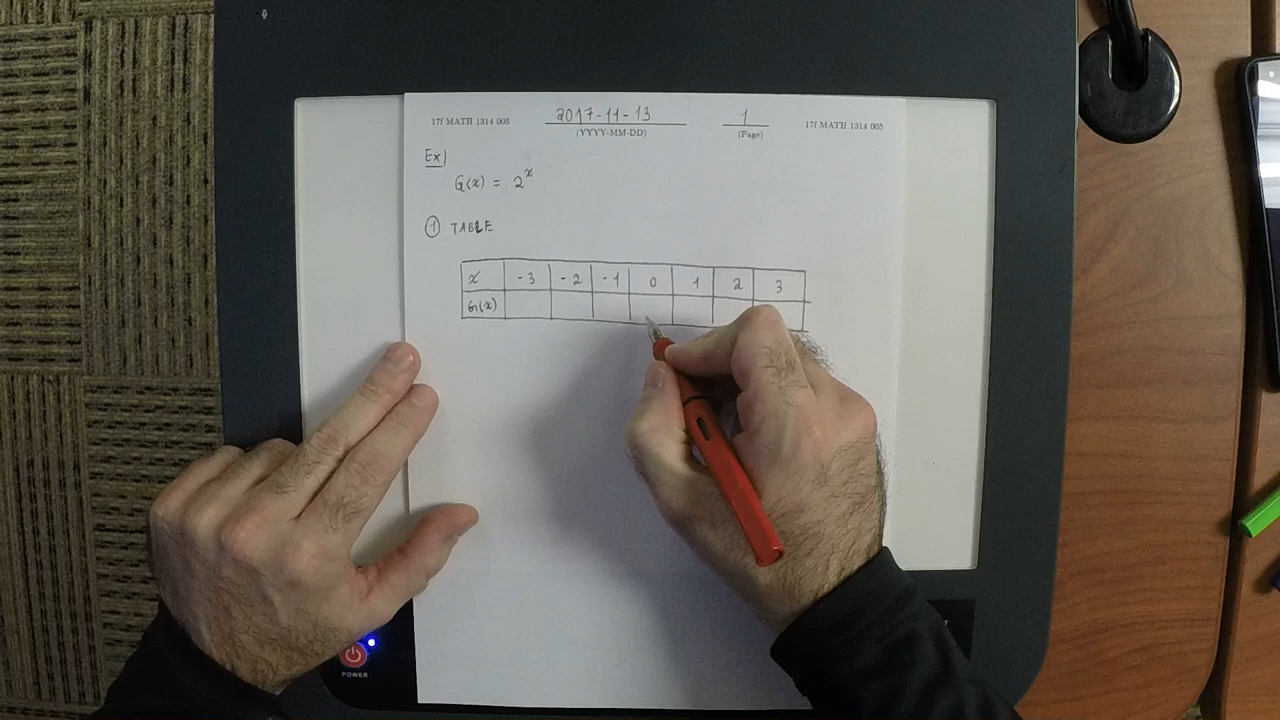 17f MATH 1314 005 2017-11-13 1 17f MATH 1314 005
(YYYY-MM-DD) (Page)
Ex)
G(x) = 2^x
① TABLE
x -3 -2 -1 0 1 2 3
G(x)
POWER